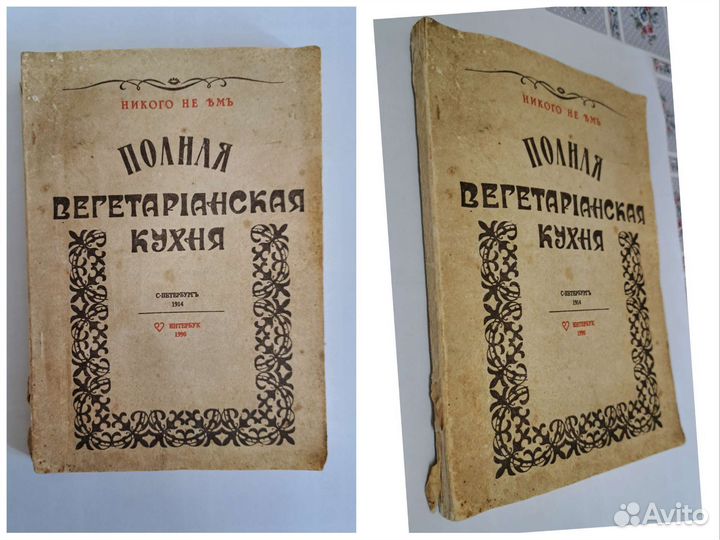 НИКОГО НЕ ѢМЪ
ПОЛНАЯ
ВЕГЕТАРІАНСКАЯ
КУХНЯ
С-ПЕТЕРБУРГЪ
1914
ИНТЕРБУК
1990
НИКОГО НЕ ѢМЪ
ПОЛНАЯ
ВЕГЕТАРІАНСКАЯ
КУХНЯ
С-ПЕТЕРБУРГЪ
1914
ИНТЕРБУК
1990
Avito